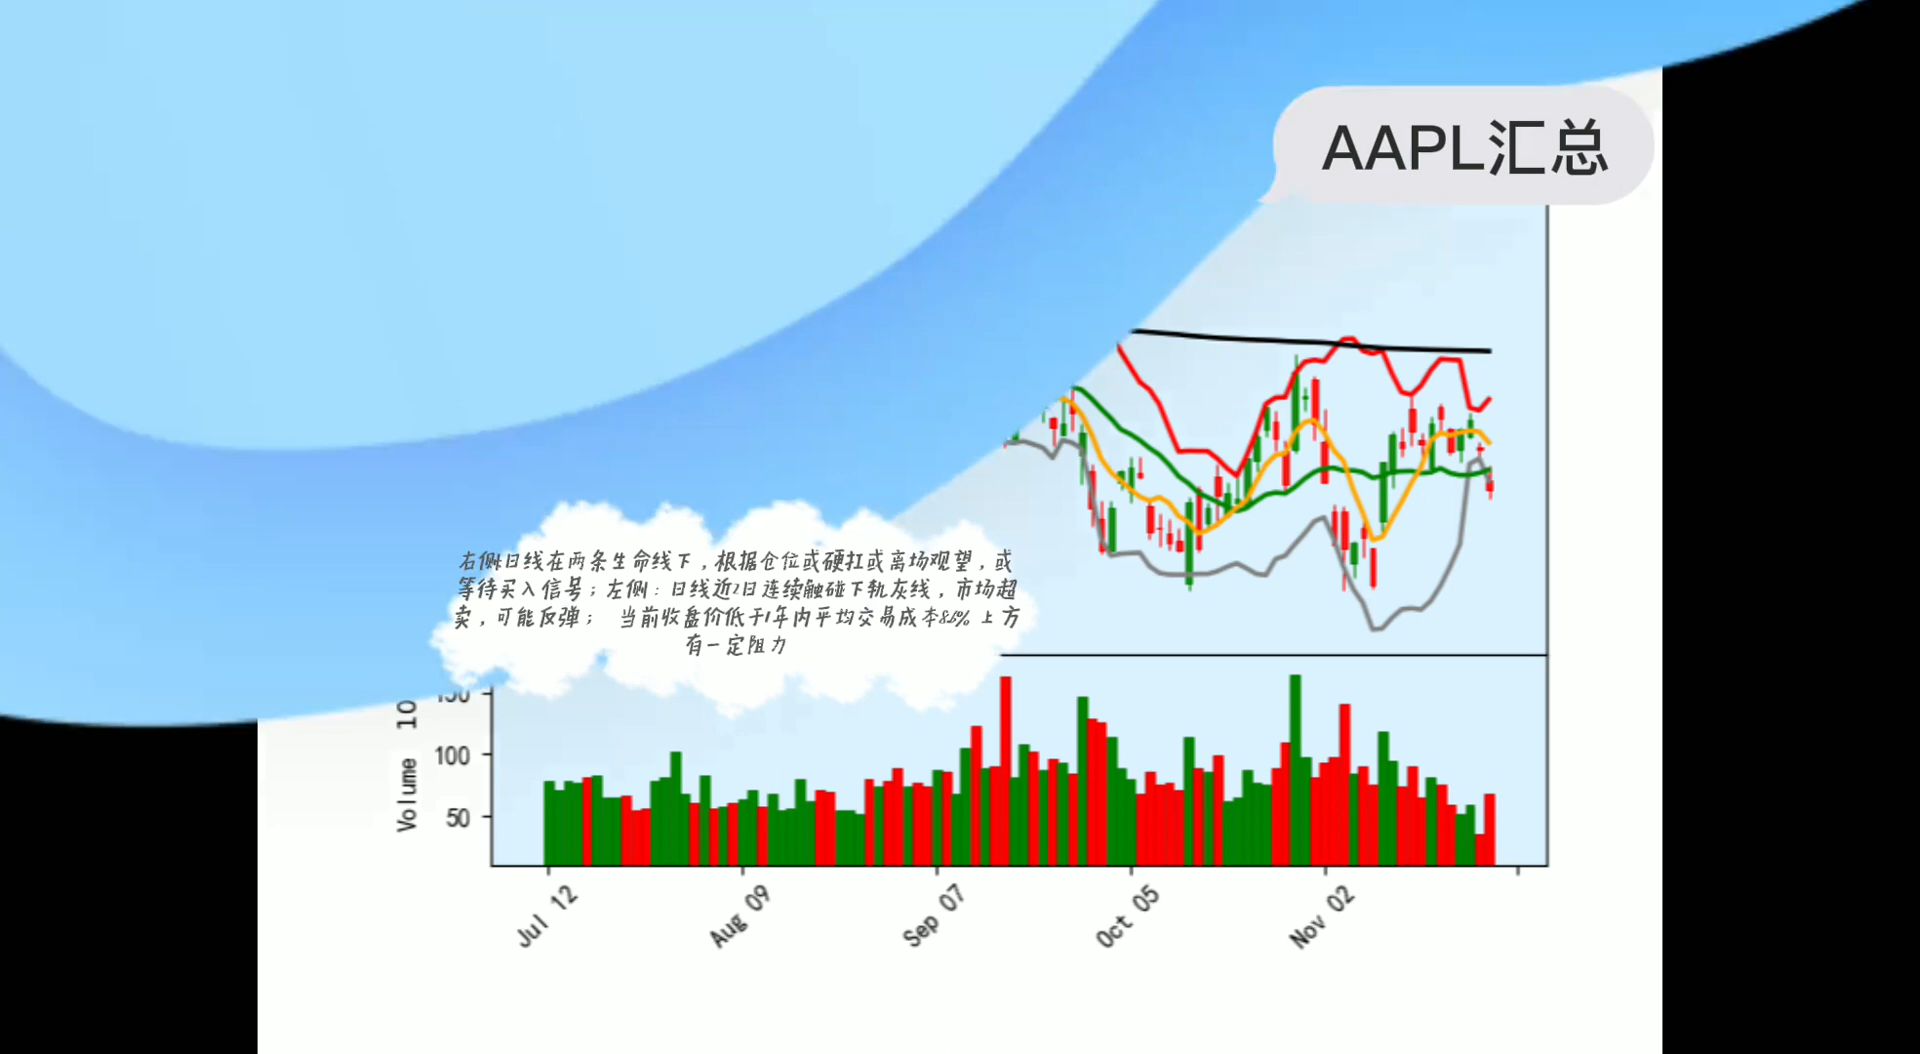 AAPL汇总
右侧:日线在两条生命线下，根据仓位或硬扛或离场观望，或
等待买入信号；左侧：日线近2日连续触碰下轨灰线，市场超
卖，可能反弹； 当前收盘价低于1年内平均交易成本8.8% 上方
有一定阻力
Volume 10
100
50
Jul 12
Aug 09
Sep 07
Oct 05
Nov 02